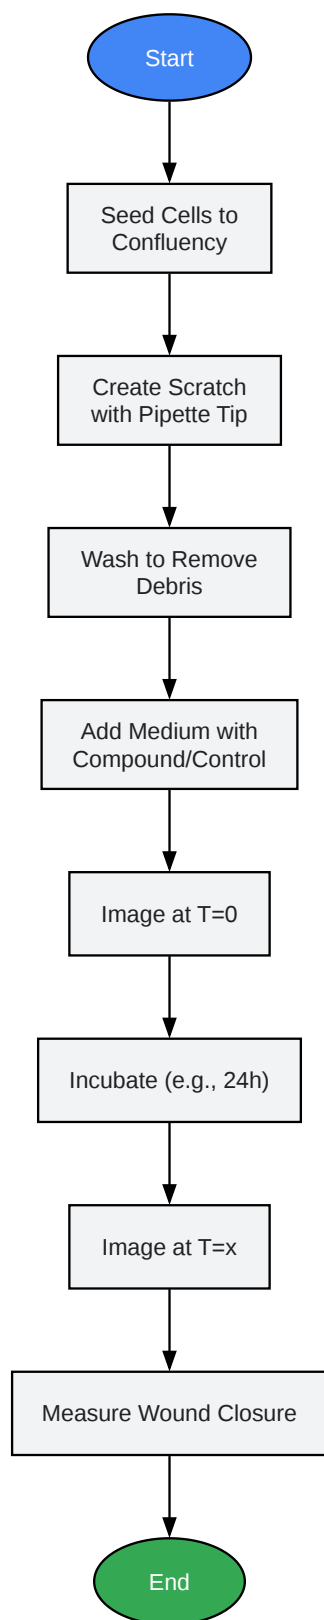 Start
Seed Cells to
Confluency
Create Scratch
with Pipette Tip
Wash to Remove
Debris
Add Medium with
Compound/Control
Image at T=0
Incubate (e.g., 24h)
Image at T=x
Measure Wound Closure
End